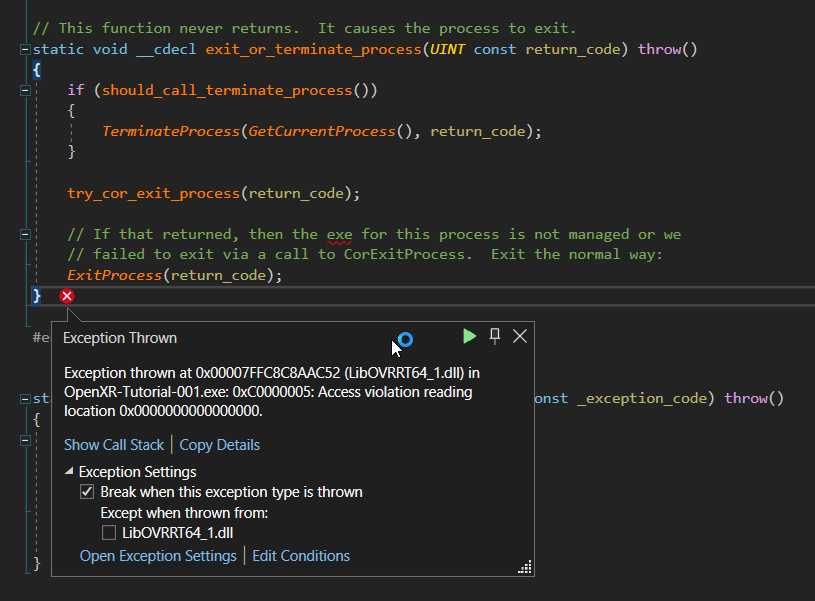 // This function never returns.  It causes the process to exit.
static void __cdecl exit_or_terminate_process(UINT const return_code) throw()
{
if (should_call_terminate_process())
{
TerminateProcess(GetCurrentProcess(), return_code);
}
try_cor_exit_process(return_code);
// If that returned, then the exe for this process is not managed or we
// failed to exit via a call to CorExitProcess.  Exit the normal way:
ExitProcess(return_code);
}
#e
Exception Thrown
Exception thrown at 0x00007FFC8C8AAC52 (LibOVRRT64_1.dll) in
OpenXR-Tutorial-001.exe: 0xC0000005: Access violation reading
location 0x0000000000000000.
st
onst _exception_code) throw()
{
Show Call Stack | Copy Details
Exception Settings
Break when this exception type is thrown
Except when thrown from:
LibOVRRT64_1.dll
Open Exception Settings | Edit Conditions
}